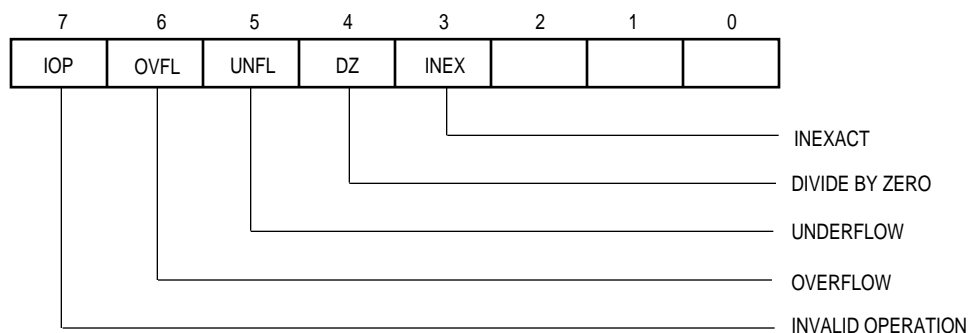 7 6 5 4 3 2 1 0
IOP OVFL UNFL DZ INEX
INEXACT
DIVIDE BY ZERO
UNDERFLOW
OVERFLOW
INVALID OPERATION